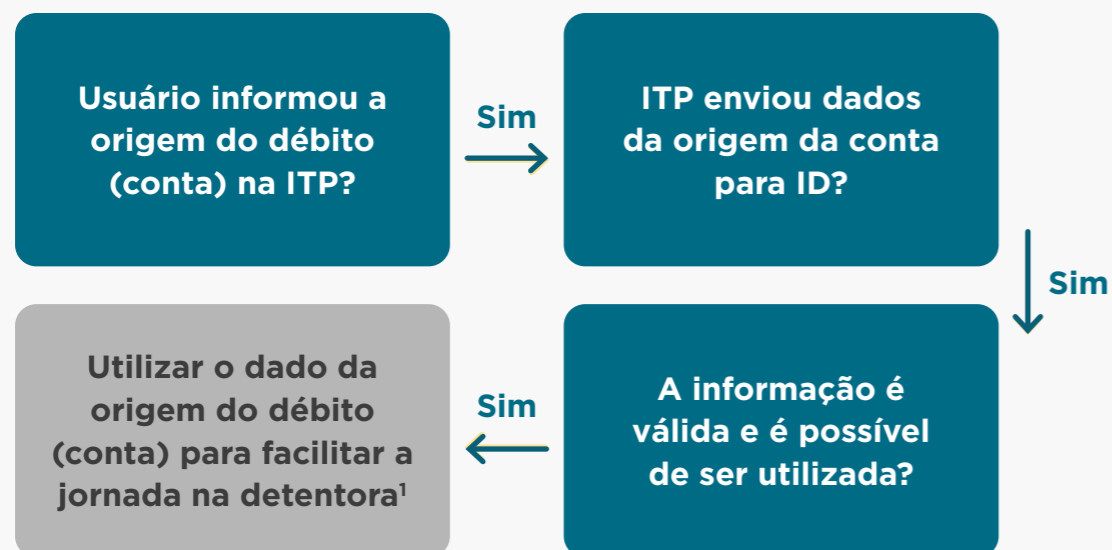 Usuário informou a
origem do débito
(conta) na ITP?
Sim
ITP enviou dados
da origem da conta
para ID?
Sim
A informação é
válida e é possível
de ser utilizada?
Sim
Utilizar o dado da
origem do débito
(conta) para facilitar a
jornada na detentora¹